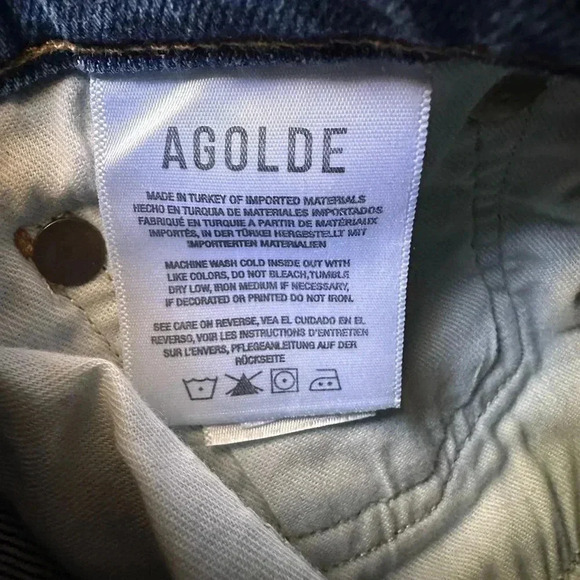 AGOLDE
MADE IN TURKEY OF IMPORTED MATERIALS
HECHO EN TURQUIA DE MATERIALES IMPORTADOS
FABRIQUÉ EN TURQUIE A PARTIR DE MATÉRIAUX
IMPORTÉS, IN DER TÜRKEI HERGESTELLT MIT
IMPORTIERTEN MATERIALIEN
MACHINE WASH COLD INSIDE OUT WITH
LIKE COLORS, DO NOT BLEACH,TUMBLE
DRY LOW, IRON MEDIUM IF NECESSARY,
IF DECORATED OR PRINTED DO NOT IRON.
SEE CARE ON REVERSE, VEA EL CUIDADO EN EL
REVERSO, VOIR LES INSTRUCTIONS D'ENTRETIEN
SUR L'ENVERS, PFLEGEANLEITUNG AUF DER
RÜCKSEITE